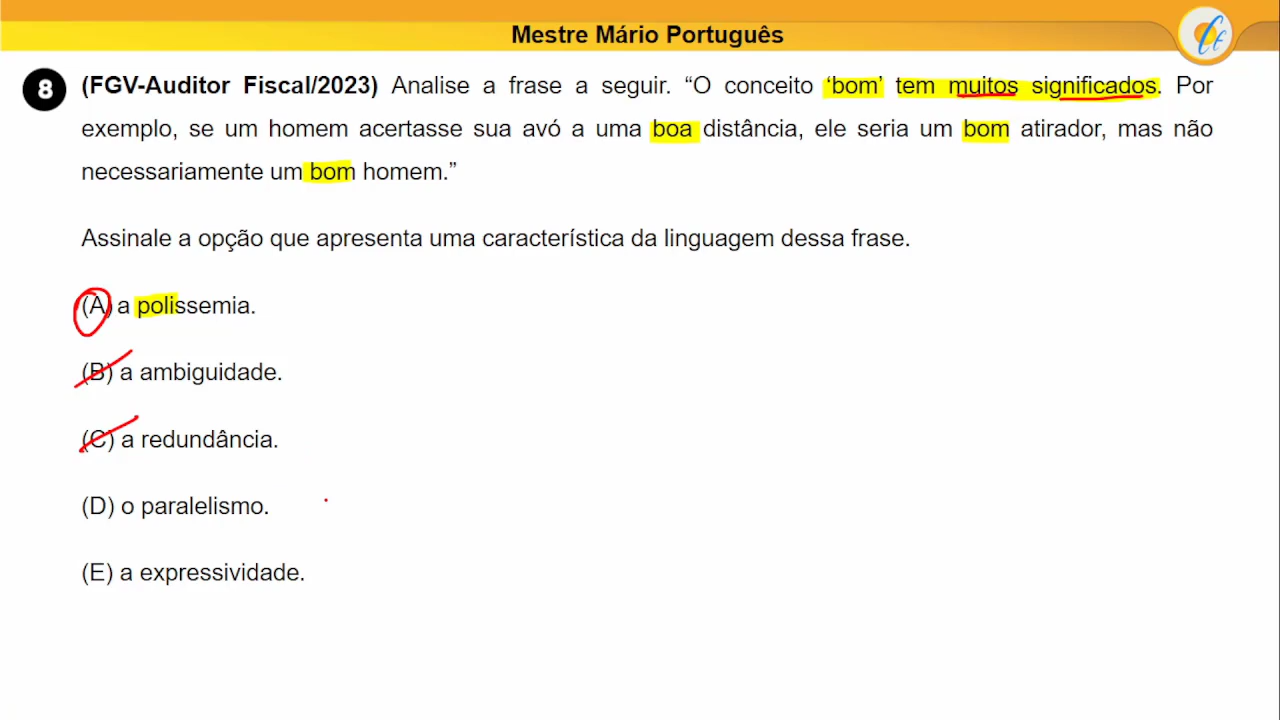 Mestre Mário Português
8 (FGV-Auditor Fiscal/2023) Analise a frase a seguir. “O conceito ‘bom’ tem muitos significados. Por
exemplo, se um homem acertasse sua avó a uma boa distância, ele seria um bom atirador, mas não
necessariamente um bom homem.”
Assinale a opção que apresenta uma característica da linguagem dessa frase.
(A) a polissemia.
(B) a ambiguidade.
(C) a redundância.
(D) o paralelismo.
(E) a expressividade.